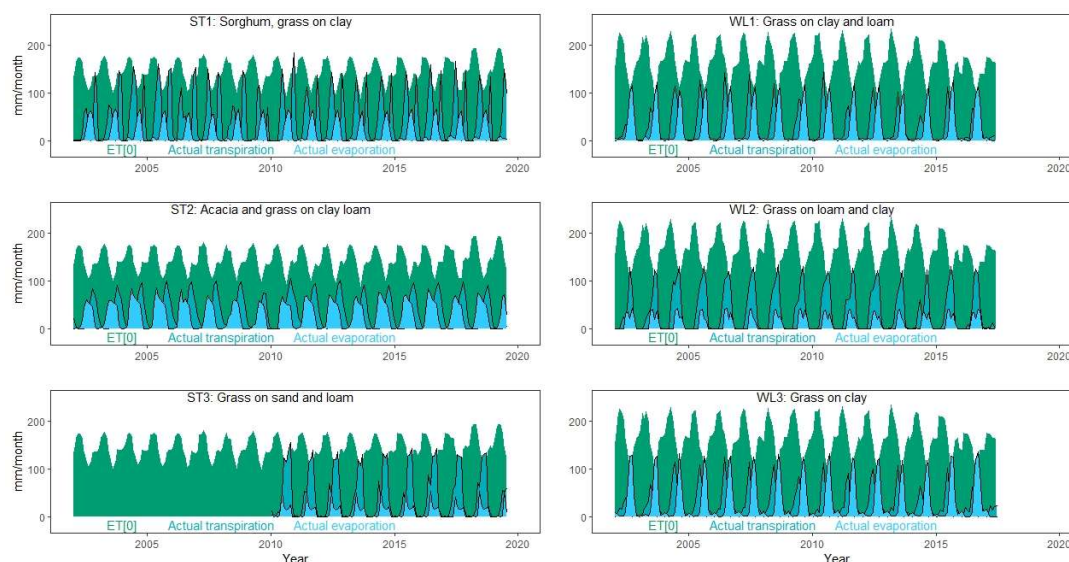 ST1: Sorghum, grass on clay
mm/month
200
100
0
ET[0] Actual transpiration Actual evaporation
2005 2010 2015 2020
WL1: Grass on clay and loam
200
100
0
ET[0] Actual transpiration Actual evaporation
2005 2010 2015 2020
ST2: Acacia and grass on clay loam
mm/month
200
100
0
ET[0] Actual transpiration Actual evaporation
2005 2010 2015 2020
WL2: Grass on loam and clay
200
100
0
ET[0] Actual transpiration Actual evaporation
2005 2010 2015 2020
ST3: Grass on sand and loam
mm/month
200
100
0
ET[0] Actual transpiration Actual evaporation
2005 2010 2015 2020
Year
WL3: Grass on clay
200
100
0
ET[0] Actual transpiration Actual evaporation
2005 2010 2015 2020
Year